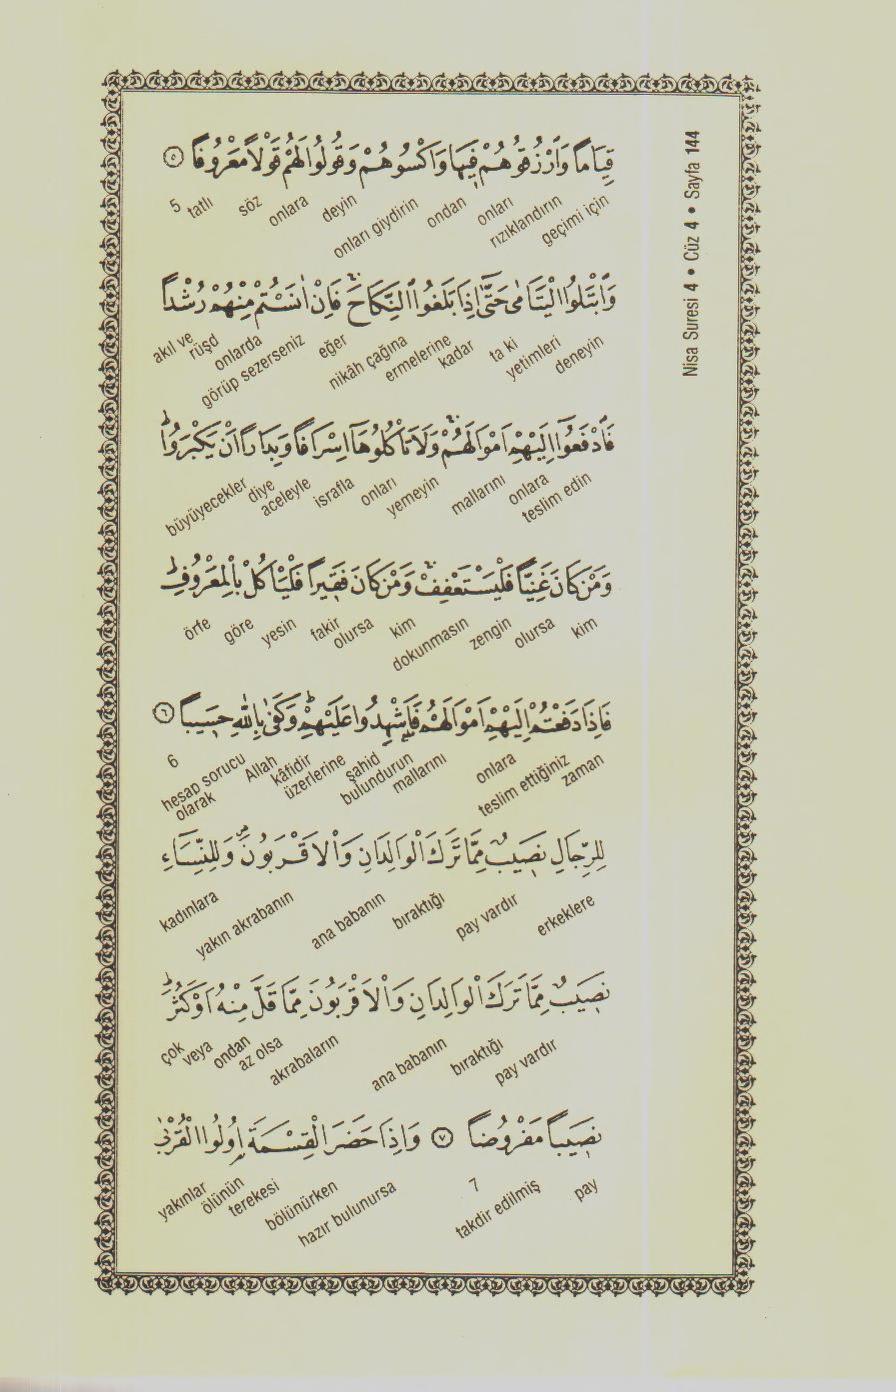 Nisa Suresi 4 • Cüz 4 • Sayfa 144
قِيَامًا وَارْزُقُوهُمْ فِيهَا وَاكْسُوهُمْ وَقُولُوا لَهُمْ قَوْلًا مَعْرُوفًا ﴿٥﴾
geçimi için rızıklandırın onları ondan onları giydirin deyin onlara söz tatlı 5
وَابْتَلُوا الْيَتَامٰى حَتّٰٓى اِذَا بَلَغُوا النِّكَاحَۚ فَاِنْ اٰنَسْتُمْ مِنْهُمْ رُشْدًا
deneyin yetimleri ta ki kadar ermelerine nikâh çağına eğer görüp sezerseniz onlarda rüşd akıl ve
فَادْفَعُٓوا اِلَيْهِمْ اَمْوَالَهُمْۚ وَلَا تَأْكُلُوهَٓا اِسْرَافًا وَبِدَارًا اَنْ يَكْبَرُواۜ
teslim edin onlara mallarını yemeyin onları israfla aceleyle diye büyüyecekler
وَمَنْ كَانَ غَنِيًّا فَلْيَسْتَعْفِفْۚ وَمَنْ كَانَ فَقِيرًا فَلْيَأْكُلْ بِالْمَعْرُوفِۜ
kim olursa zengin dokunmasın kim olursa fakir yesin göre örfe
فَاِذَا دَفَعْتُمْ اِلَيْهِمْ اَمْوَالَهُمْ فَاَشْهِدُوا عَلَيْهِمْۜ وَكَفٰى بِاللّٰهِ حَسِيبًا ﴿٦﴾
zaman teslim ettiğiniz onlara mallarını bulundurun şahid üzerlerine kâfidir Allah hesap sorucu olarak 6
لِلرِّجَالِ نَصِيبٌ مِمَّا تَرَكَ الْوَالِدَانِ وَالْاَقْرَبُونَۖ وَلِلنِّسَٓاءِ
erkeklere pay vardır bıraktığı ana babanın yakın akrabanın kadınlara
نَصِيبٌ مِمَّا تَرَكَ الْوَالِدَانِ وَالْاَقْرَبُونَ مِمَّا قَلَّ مِنْهُ اَوْ كَثُرَۜ
pay vardır bıraktığı ana babanın akrabaların az olsa ondan veya çok
نَصِيبًا مَفْرُوضًا ﴿٧﴾ وَاِذَا حَضَرَ الْقِسْمَةَ اُولُوا الْقُرْبٰى
pay takdir edilmiş 7 hazır bulunursa bölünürken terekesi ölünün yakınlar